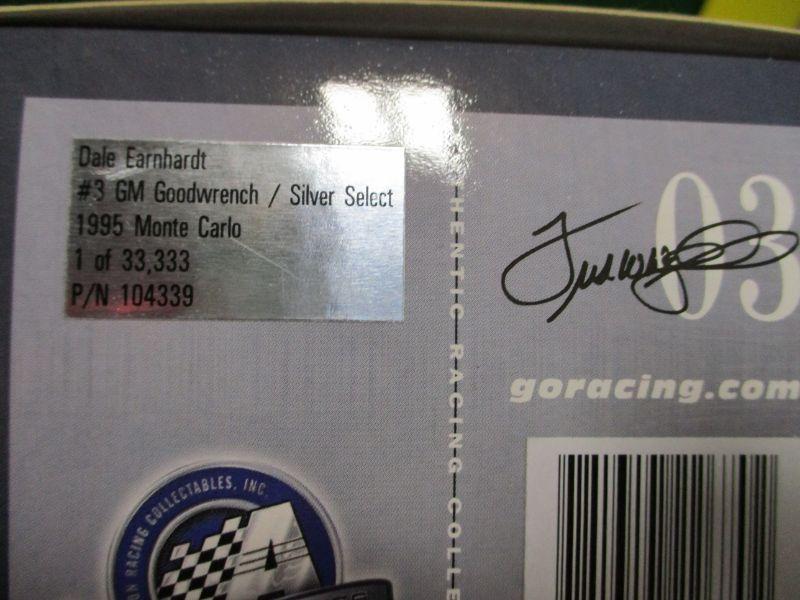 Dale Earnhardt
#3 GM Goodwrench / Silver Select
1995 Monte Carlo
1 of 33,333
P/N 104339
HENTIC RACING COLLE
03
goracing.com
ON RACING COLLECTABLES, INC.